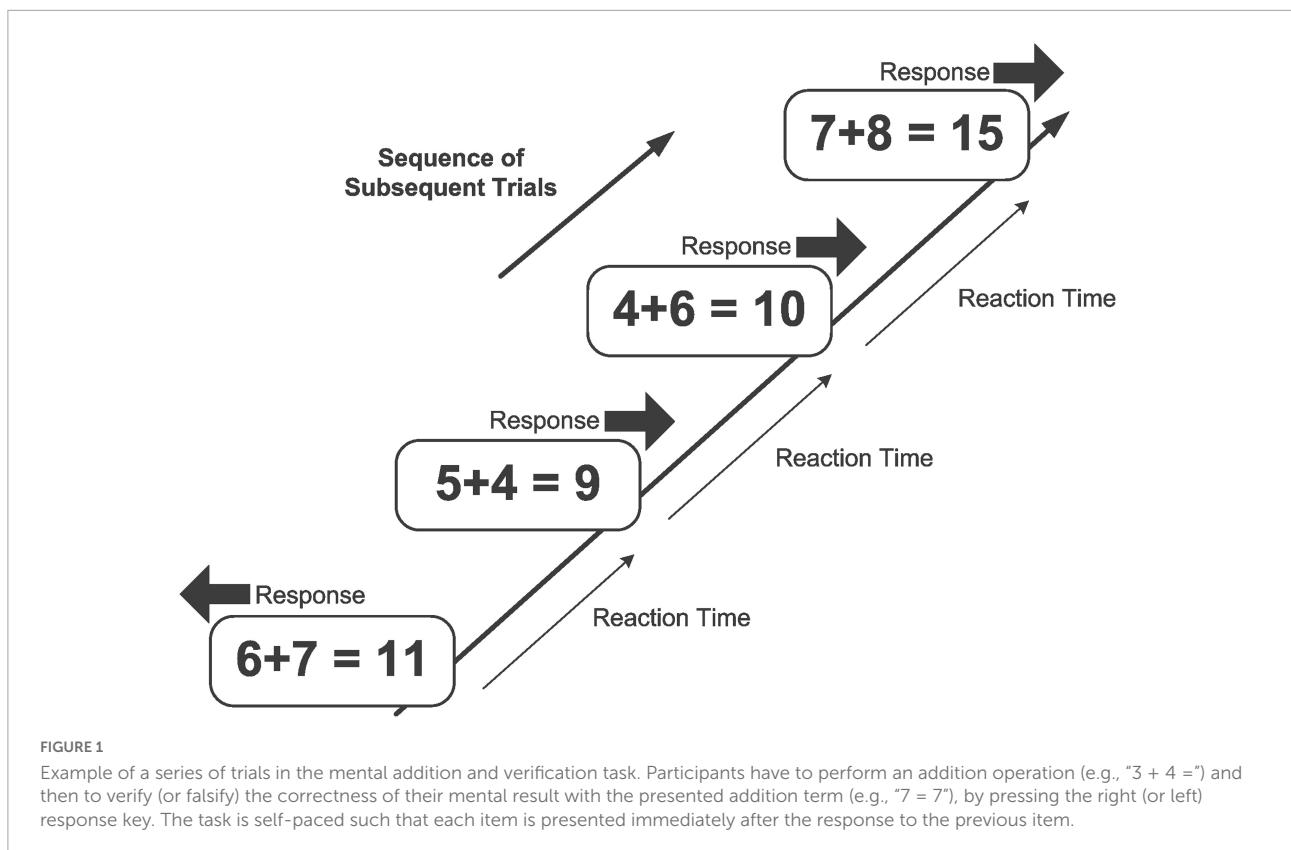 Response
7+8 = 15
Sequence of
Subsequent Trials
Response
4+6 = 10
Reaction Time
Response
5+4 = 9
Reaction Time
Response
6+7 = 11
Reaction Time
FIGURE 1
Example of a series of trials in the mental addition and verification task. Participants have to perform an addition operation (e.g., “3 + 4 =”) and
then to verify (or falsify) the correctness of their mental result with the presented addition term (e.g., “7 = 7”), by pressing the right (or left)
response key. The task is self-paced such that each item is presented immediately after the response to the previous item.